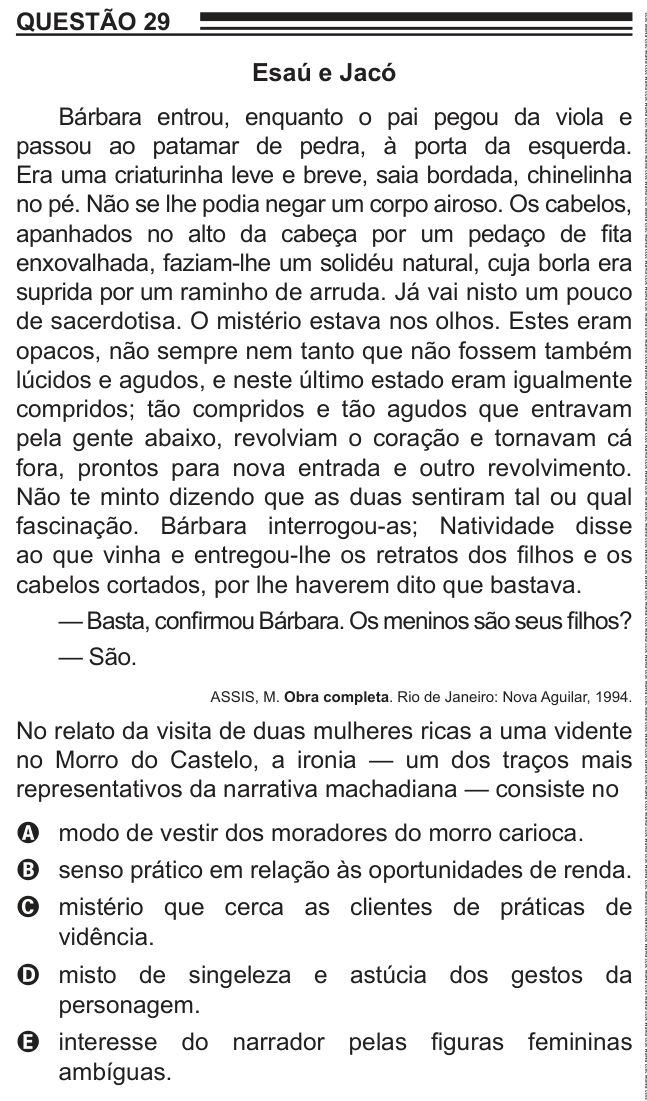 QUESTÃO 29
Esaú e Jacó
Bárbara entrou, enquanto o pai pegou da viola e
passou ao patamar de pedra, à porta da esquerda.
Era uma criaturinha leve e breve, saia bordada, chinelinha
no pé. Não se lhe podia negar um corpo airoso. Os cabelos,
apanhados no alto da cabeça por um pedaço de fita
enxovalhada, faziam-lhe um solidéu natural, cuja borla era
suprida por um raminho de arruda. Já vai nisto um pouco
de sacerdotisa. O mistério estava nos olhos. Estes eram
opacos, não sempre nem tanto que não fossem também
lúcidos e agudos, e neste último estado eram igualmente
compridos; tão compridos e tão agudos que entravam
pela gente abaixo, revolviam o coração e tornavam cá
fora, prontos para nova entrada e outro revolvimento.
Não te minto dizendo que as duas sentiram tal ou qual
fascinação. Bárbara interrogou-as; Natividade disse
ao que vinha e entregou-lhe os retratos dos filhos e os
cabelos cortados, por lhe haverem dito que bastava.
— Basta, confirmou Bárbara. Os meninos são seus filhos?
— São.
ASSIS, M. Obra completa. Rio de Janeiro: Nova Aguilar, 1994.
No relato da visita de duas mulheres ricas a uma vidente
no Morro do Castelo, a ironia — um dos traços mais
representativos da narrativa machadiana — consiste no
A modo de vestir dos moradores do morro carioca.
B senso prático em relação às oportunidades de renda.
C mistério que cerca as clientes de práticas de
vidência.
D misto de singeleza e astúcia dos gestos da
personagem.
E interesse do narrador pelas figuras femininas
ambíguas.